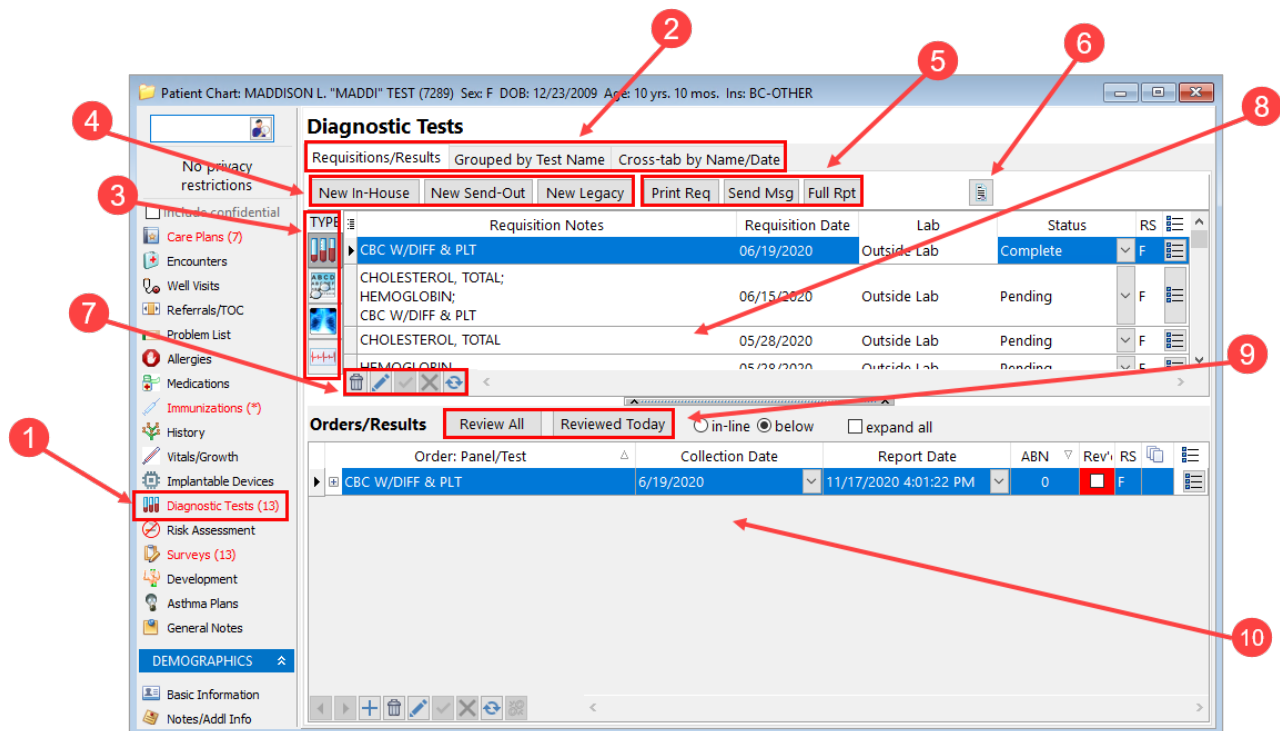 2
5
6
8
4
3
7
9
1
10
Patient Chart: MADDISON L. "MADDI" TEST (7289) Sex: F DOB: 12/23/2009 Age: 10 yrs. 10 mos. Ins: BC-OTHER
No privacy
restrictions
Include confidential
Care Plans (7)
Encounters
Well Visits
Referrals/TOC
Problem List
Allergies
Medications
Immunizations (*)
History
Vitals/Growth
Implantable Devices
Diagnostic Tests (13)
Risk Assessment
Surveys (13)
Development
Asthma Plans
General Notes
DEMOGRAPHICS
Basic Information
Notes/Addl Info
Diagnostic Tests
Requisitions/Results Grouped by Test Name Cross-tab by Name/Date
New In-House New Send-Out New Legacy Print Req Send Msg Full Rpt
TYPE Requisition Notes Requisition Date Lab Status RS
CBC W/DIFF & PLT 06/19/2020 Outside Lab Complete F
CHOLESTEROL, TOTAL;
HEMOGLOBIN; 06/15/2020 Outside Lab Pending F
CBC W/DIFF & PLT
CHOLESTEROL, TOTAL 05/28/2020 Outside Lab Pending F
HEMOGLOBIN 05/28/2020 Outside Lab Pending F
Orders/Results Review All Reviewed Today in-line below expand all
Order: Panel/Test Collection Date Report Date ABN Rev' RS
CBC W/DIFF & PLT 6/19/2020 11/17/2020 4:01:22 PM 0 F